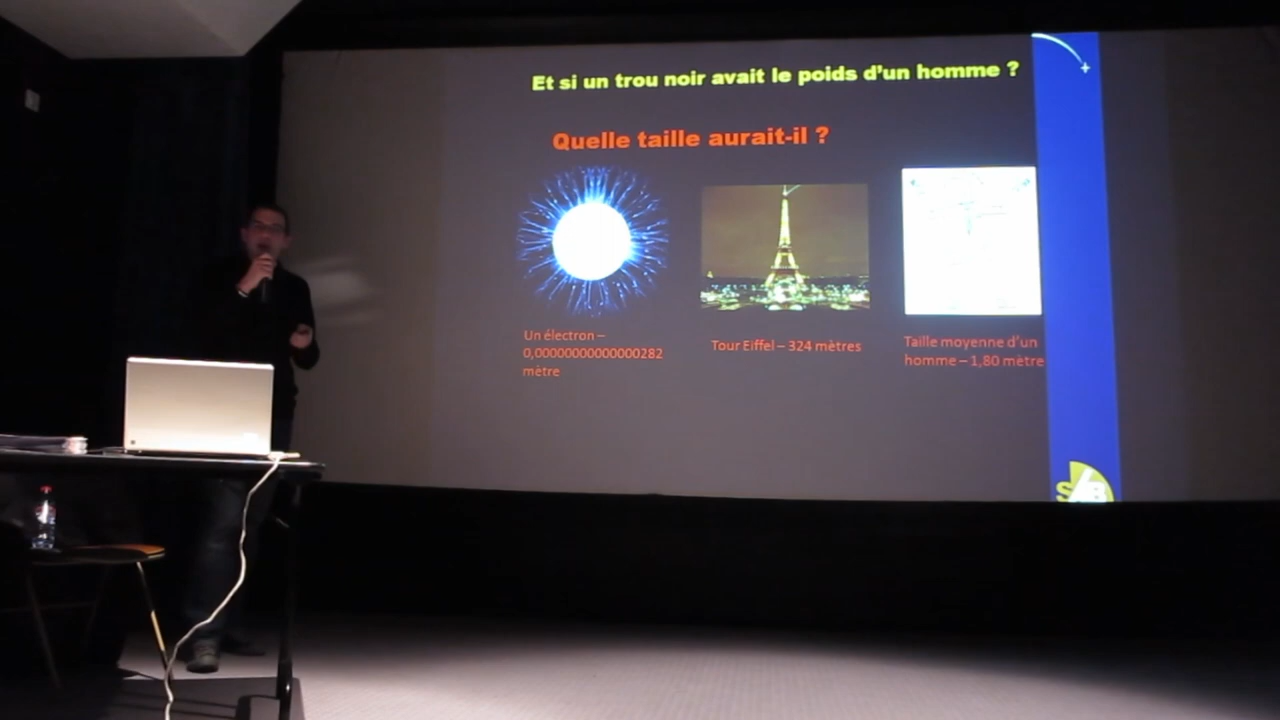 Et si un trou noir avait le poids d'un homme ?
Quelle taille aurait-il ?
Un électron –
0,00000000000000282
mètre
Tour Eiffel – 324 mètres
Taille moyenne d'un
homme – 1,80 mètre